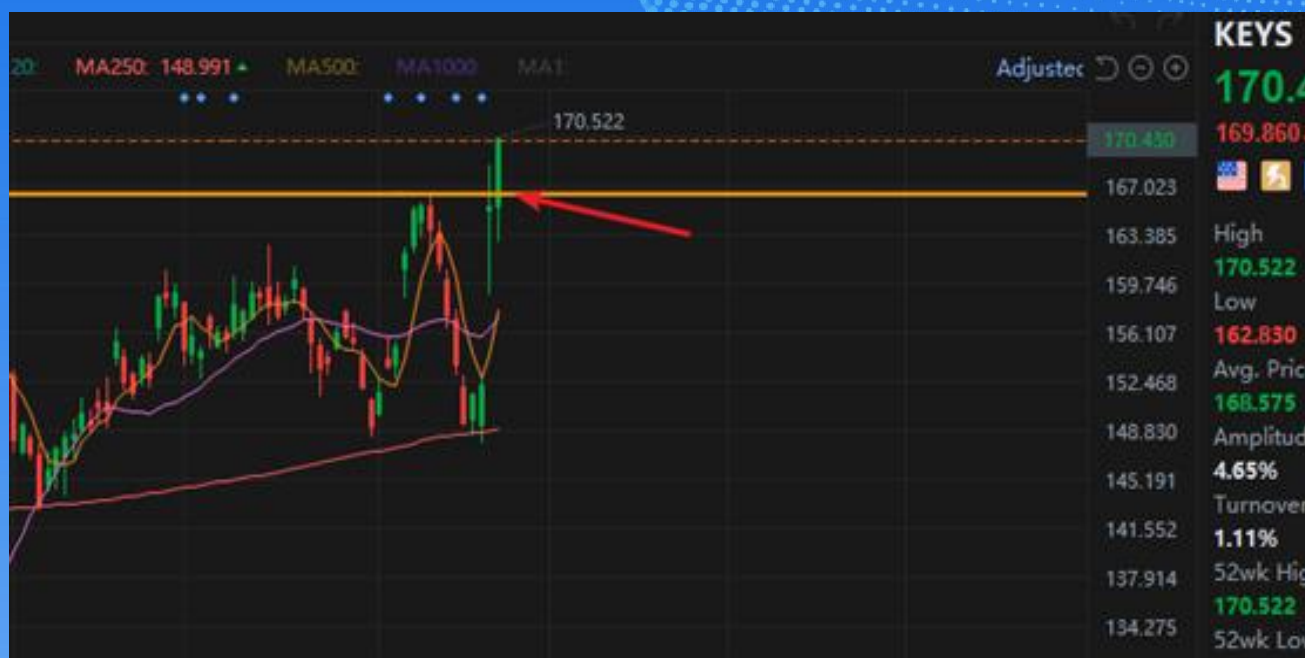 KEYS
20: MA250: 148.991 MA500: MA1000 MA1:
Adjusted
170.4
169.860
170.522
170.430
167.023
163.385
159.746
156.107
152.468
148.830
145.191
141.552
137.914
134.275
High
170.522
Low
162.830
Avg. Pric
168.575
Amplitud
4.65%
Turnover
1.11%
52wk Hig
170.522
52wk Lov